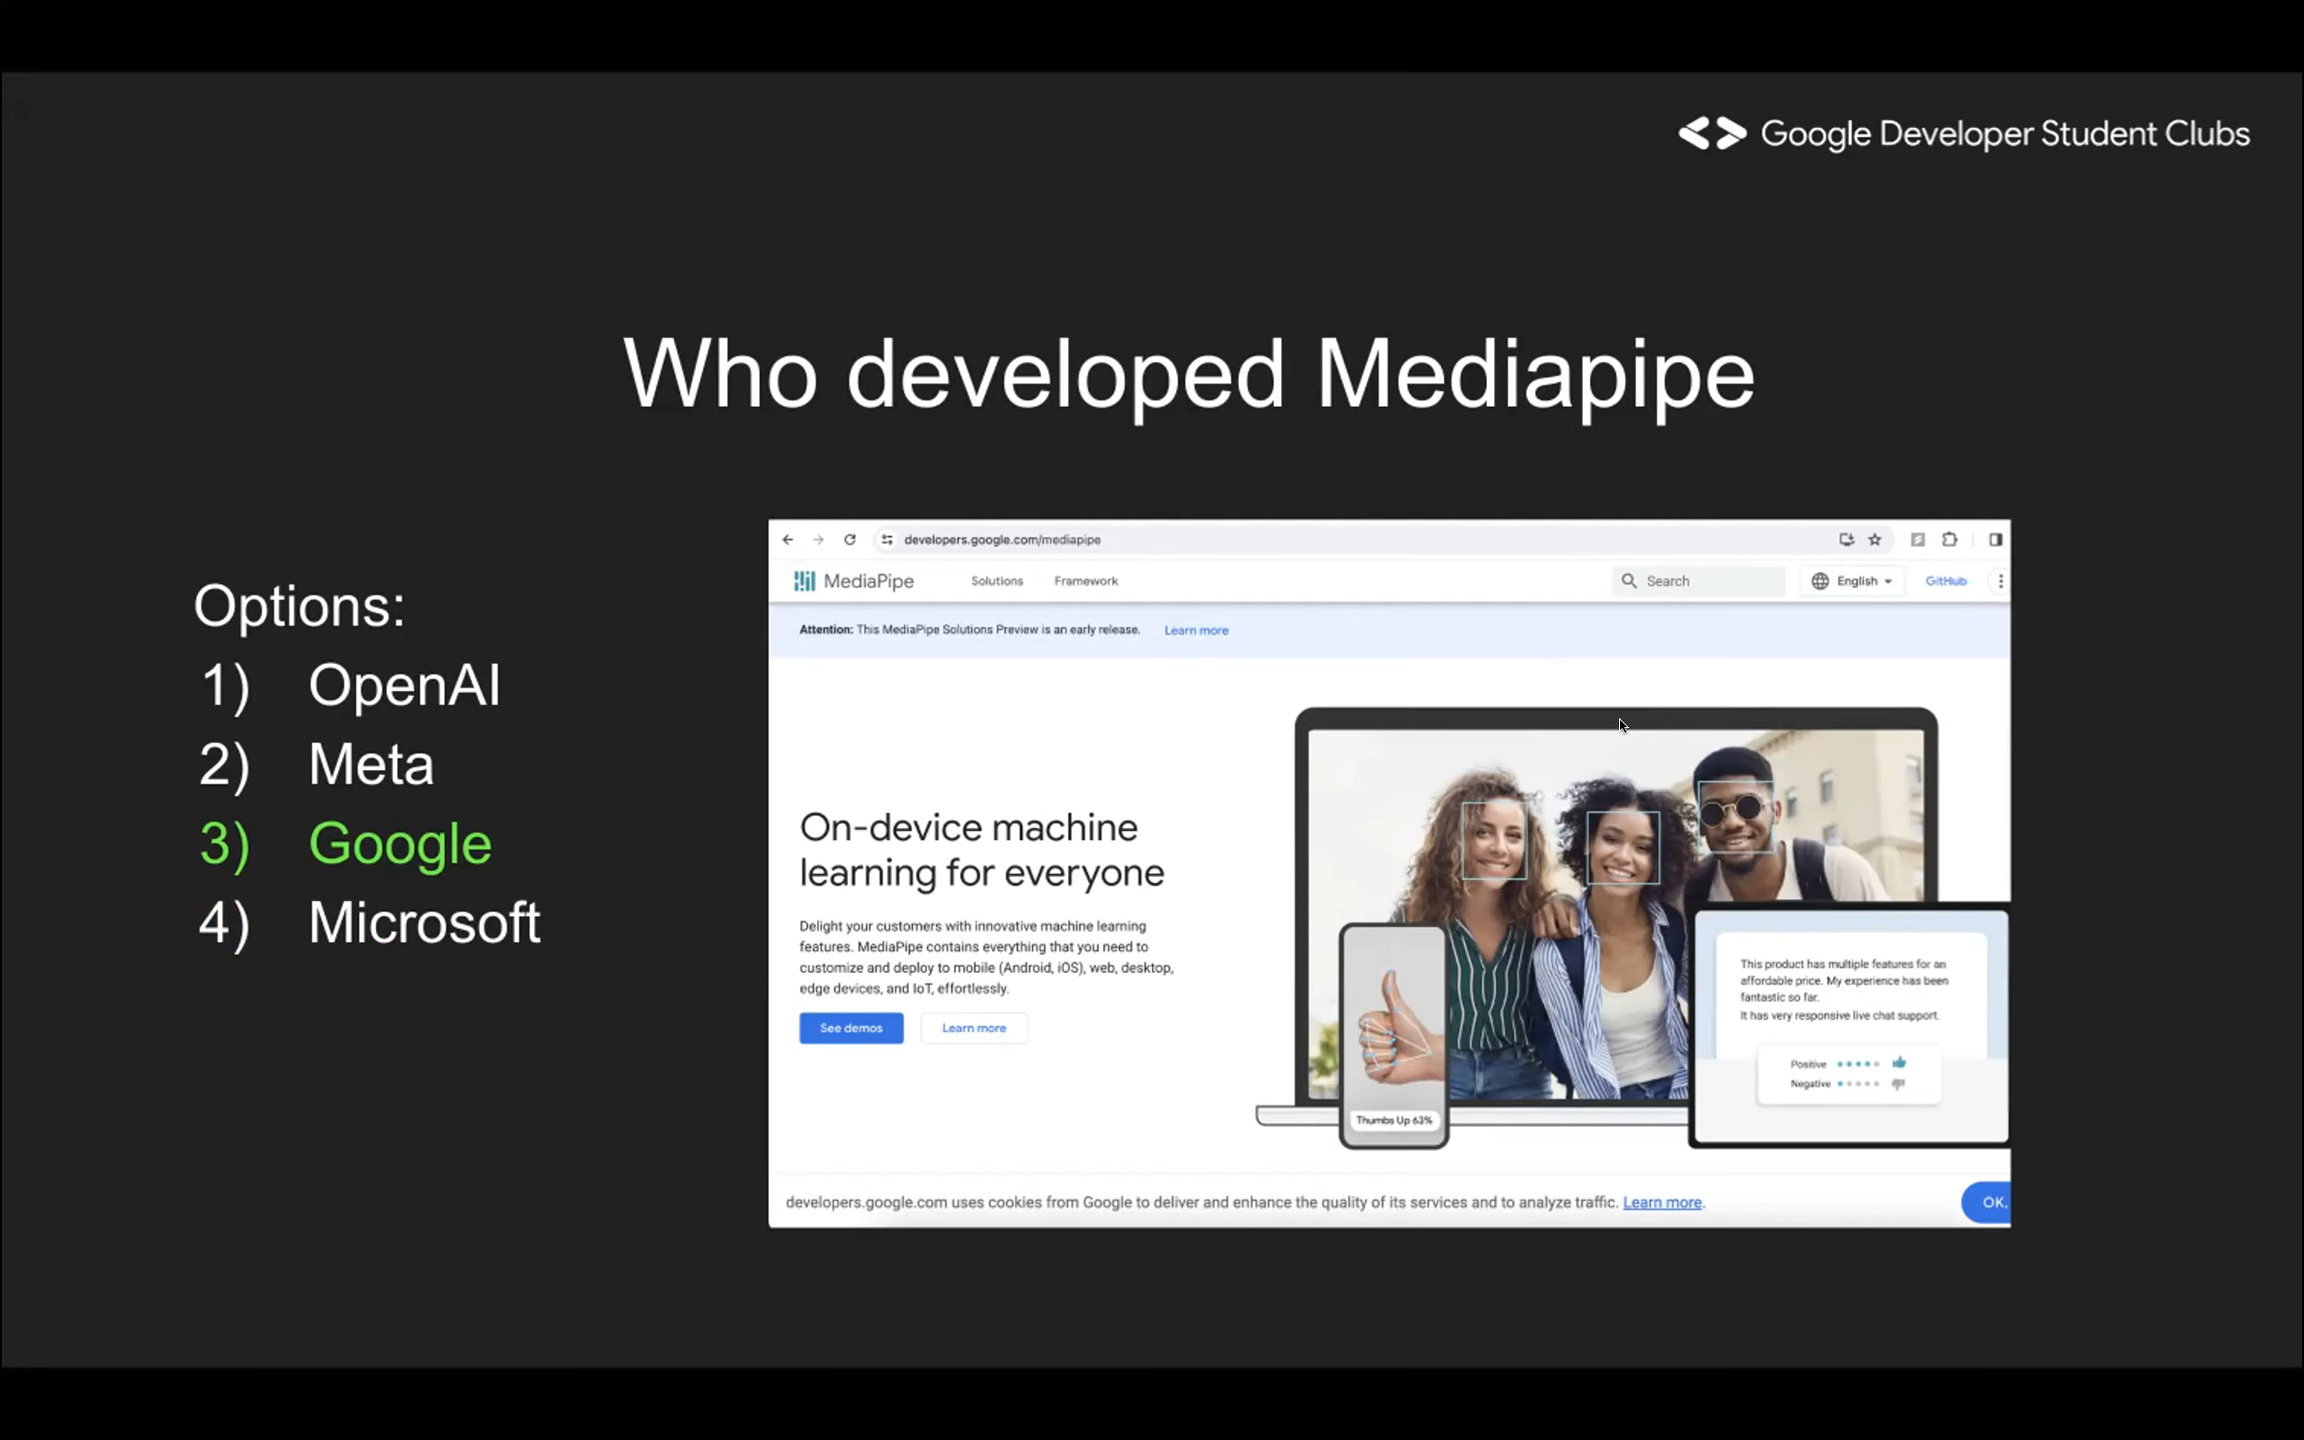 Google Developer Student Clubs
Who developed Mediapipe
Options:
1) OpenAI
2) Meta
3) Google
4) Microsoft
developers.google.com/mediapipe
MediaPipe Solutions Framework Search English GitHub
Attention: This MediaPipe Solutions Preview is an early release. Learn more
On-device machine
learning for everyone
Delight your customers with innovative machine learning
features. MediaPipe contains everything that you need to
customize and deploy to mobile (Android, iOS), web, desktop,
edge devices, and IoT, effortlessly.
See demos Learn more
Thumbs Up 63%
This product has multiple features for an
affordable price. My experience has been
fantastic so far.
It has very responsive live chat support.
Positive
Negative
developers.google.com uses cookies from Google to deliver and enhance the quality of its services and to analyze traffic. Learn more.
OK,